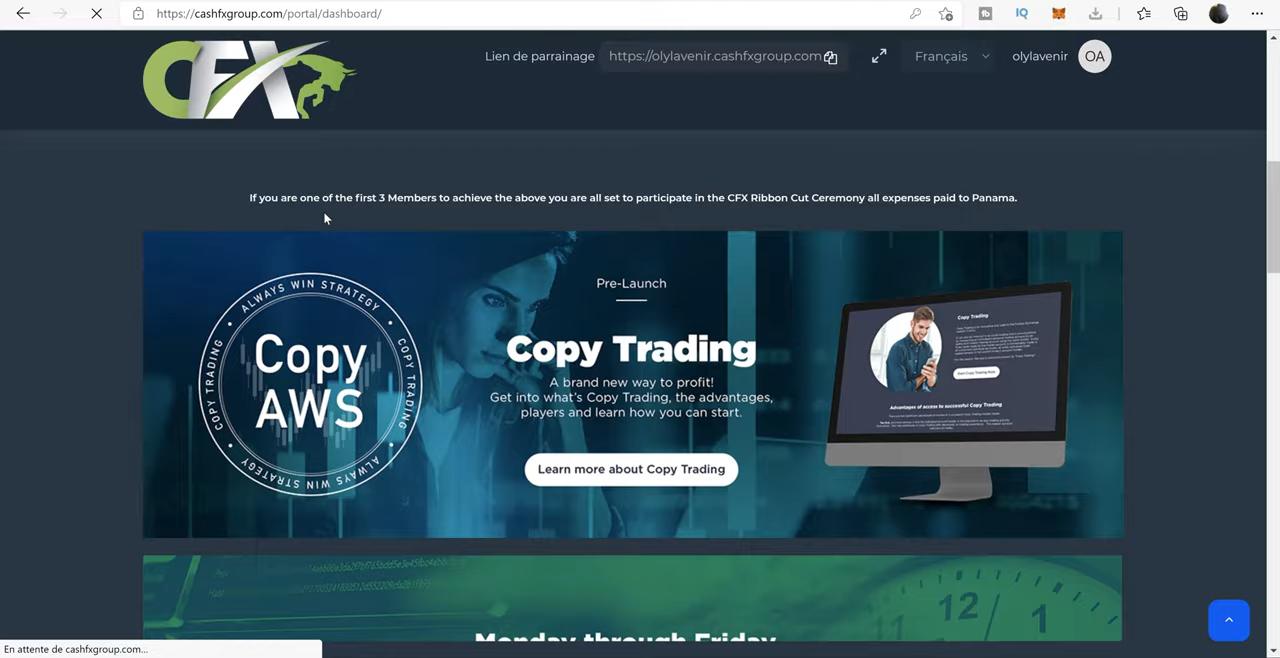 https://cashfxgroup.com/portal/dashboard/
CFX
Lien de parrainage
https://olylavenir.cashfxgroup.com
Français
olylavenir
OA
If you are one of the first 3 Members to achieve the above you are all set to participate in the CFX Ribbon Cut Ceremony all expenses paid to Panama.
ALWAYS WIN STRATEGY
COPY TRADING
ALWAYS WIN STRATEGY
COPY TRADING
Copy
AWS
Pre-Launch
Copy Trading
A brand new way to profit!
Get into what's Copy Trading, the advantages,
players and learn how you can start.
Learn more about Copy Trading
Copy Trading
Start Copy Trading Now
Advantages of access to successful Copy Trading
12
1
Monday through Friday
En attente de cashfxgroup.com...